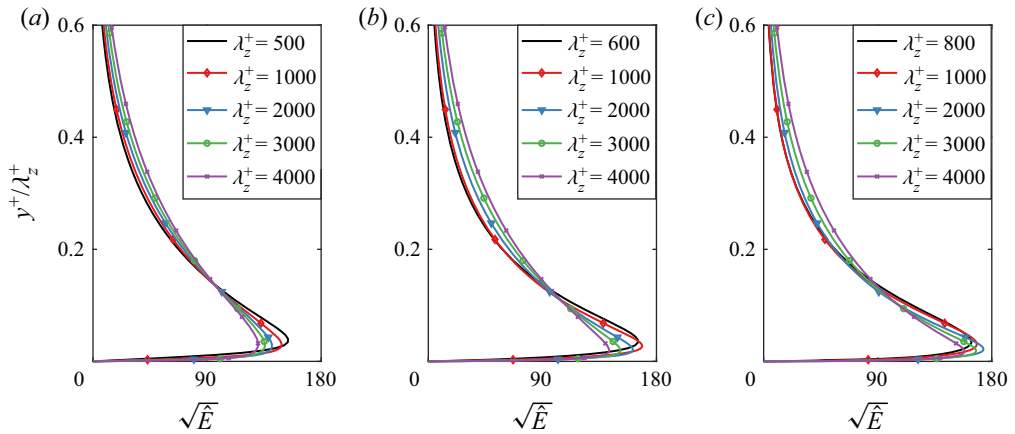 (a)
0.6
0.4
0.2
y⁺/λz⁺
λz⁺ = 500
λz⁺ = 1000
λz⁺ = 2000
λz⁺ = 3000
λz⁺ = 4000
0 90 180
√Ê
(b)
0.6
0.4
0.2
λz⁺ = 600
λz⁺ = 1000
λz⁺ = 2000
λz⁺ = 3000
λz⁺ = 4000
0 90 180
√Ê
(c)
0.6
0.4
0.2
λz⁺ = 800
λz⁺ = 1000
λz⁺ = 2000
λz⁺ = 3000
λz⁺ = 4000
0 90 180
√Ê